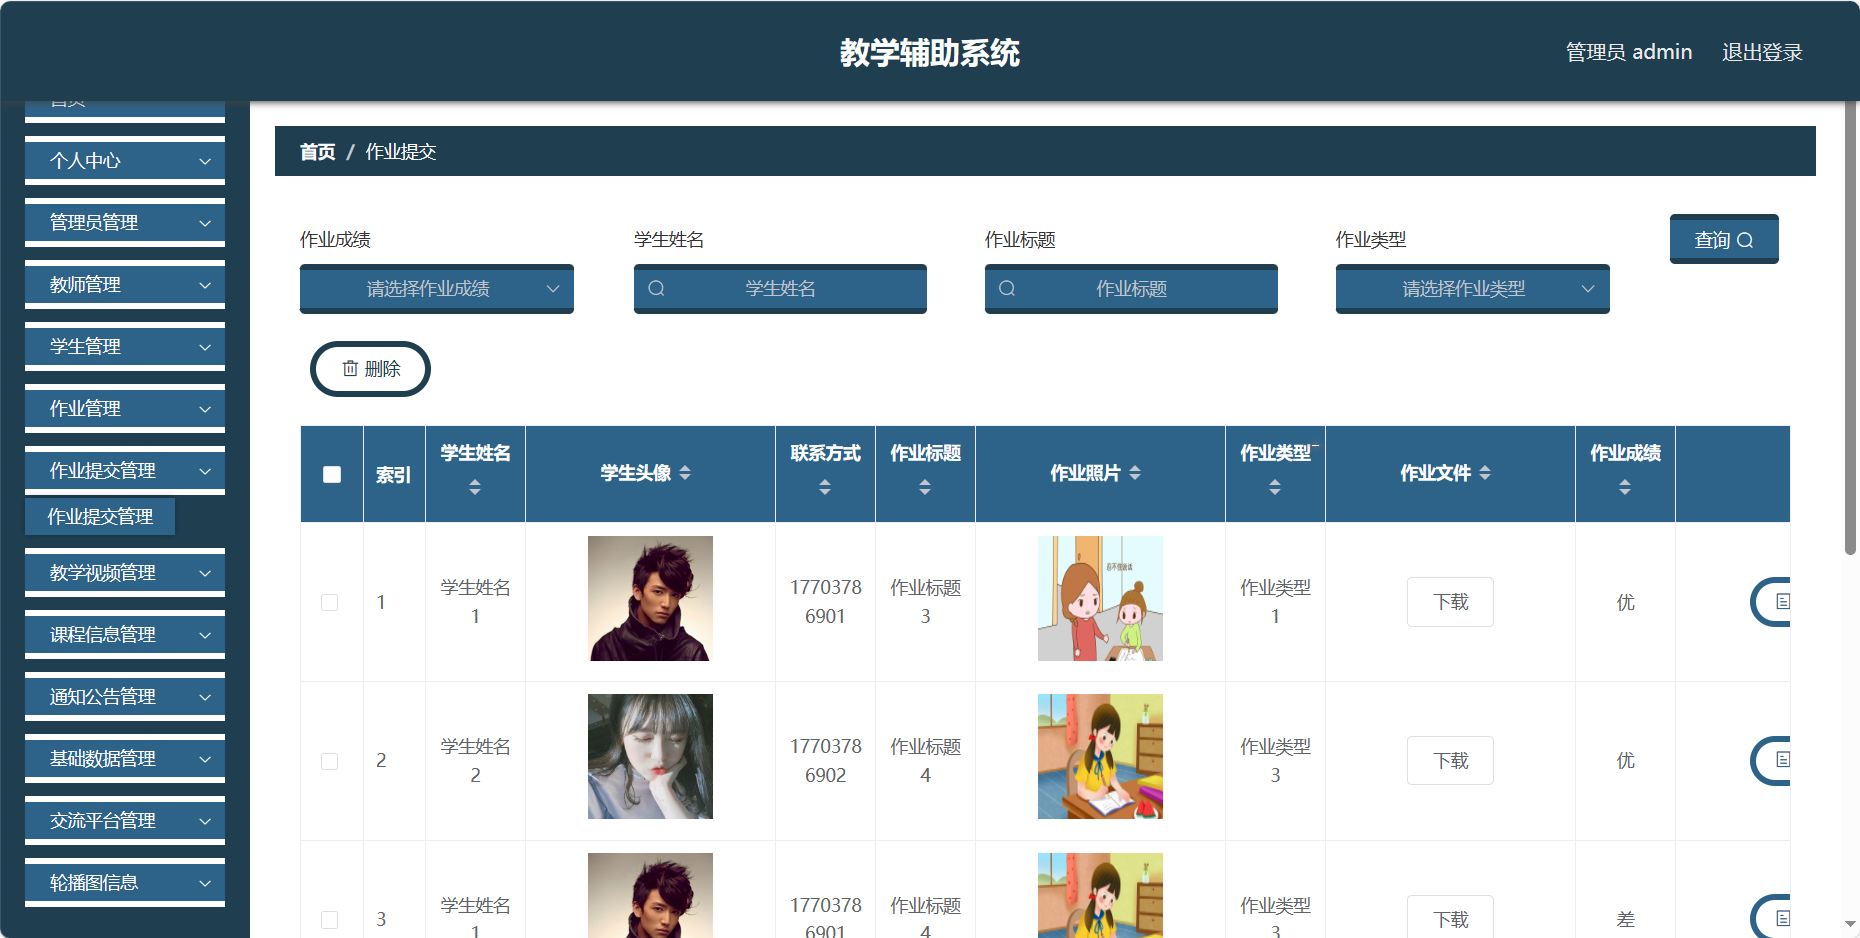 教学辅助系统
管理员 admin
退出登录
首页
个人中心
管理员管理
教师管理
学生管理
作业管理
作业提交管理
作业提交管理
教学视频管理
课程信息管理
通知公告管理
基础数据管理
交流平台管理
轮播图信息
首页 / 作业提交
作业成绩 学生姓名 作业标题 作业类型
查询
请选择作业成绩 学生姓名 作业标题 请选择作业类型
删除
索引 学生姓名 学生头像 联系方式 作业标题 作业照片 作业类型 作业文件 作业成绩
1 学生姓名1 17703786901 作业标题3 作业类型1 下载 优
2 学生姓名2 17703786902 作业标题4 作业类型3 下载 优
3 学生姓名1 17703786901 作业标题4 作业类型3 下载 差